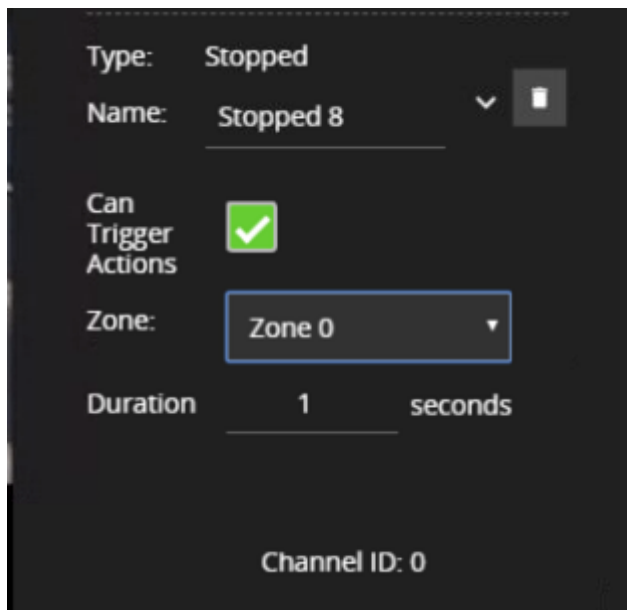 Type: Stopped
Name: Stopped 8
Can
Trigger
Actions
Zone: Zone 0
Duration 1 seconds
Channel ID: 0